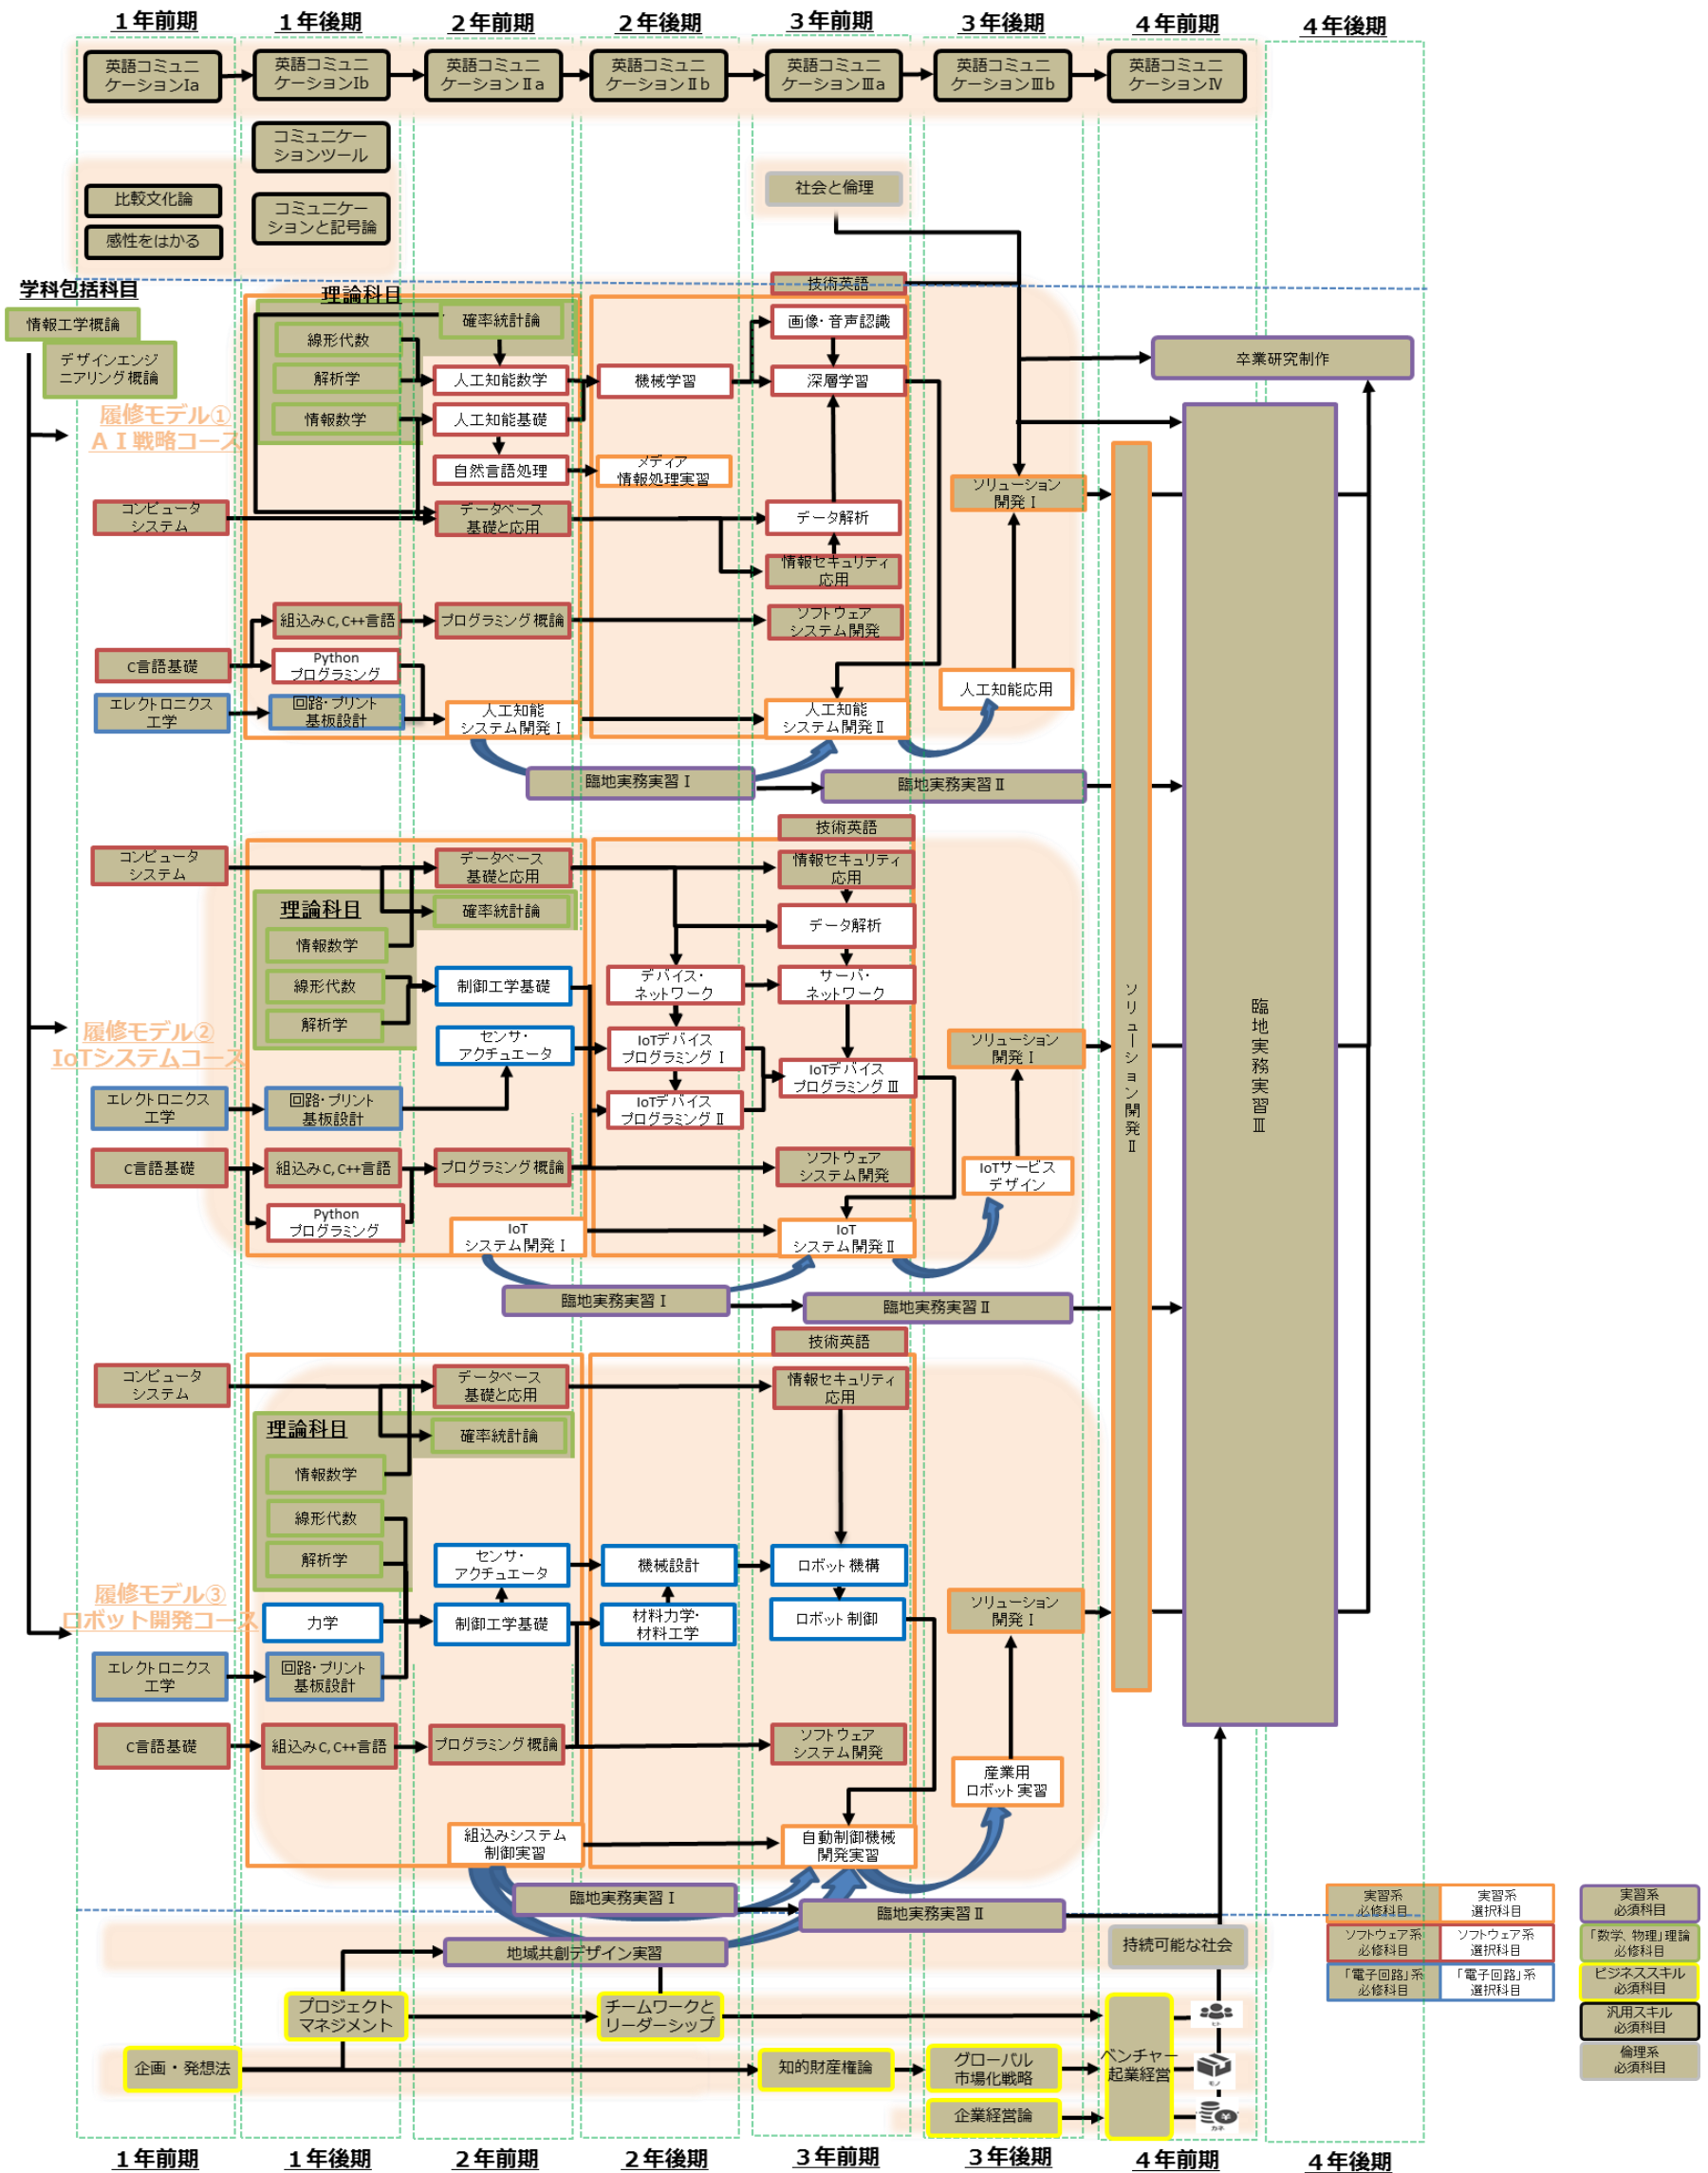 １年前期
１年後期
２年前期
２年後期
３年前期
３年後期
４年前期
４年後期
英語コミュニ
ケーションⅠa
英語コミュニ
ケーションⅠb
英語コミュニ
ケーションⅡa
英語コミュニ
ケーションⅡb
英語コミュニ
ケーションⅢa
英語コミュニ
ケーションⅢb
英語コミュニ
ケーションⅣ
コミュニケー
ションツール
比較文化論
コミュニケー
ションと記号論
感性をはかる
社会と倫理
学科包括科目
情報工学概論
デザインエンジ
ニアリング概論
履修モデル①
ＡＩ戦略コース
理論科目
線形代数
解析学
情報数学
確率統計論
人工知能数学
人工知能基礎
自然言語処理
機械学習
メディア
情報処理実習
技術英語
画像・音声認識
深層学習
コンピュータ
システム
データベース
基礎と応用
データ解析
情報セキュリティ
応用
組込みC, C++言語
プログラミング概論
ソフトウェア
システム開発
C言語基礎
Python
プログラミング
エレクトロニクス
工学
回路・プリント
基板設計
人工知能
システム開発Ⅰ
人工知能
システム開発Ⅱ
人工知能応用
ソリューション
開発Ⅰ
卒業研究制作
臨地実務実習Ⅰ
臨地実務実習Ⅱ
ソリューション開発Ⅱ
臨地実務実習Ⅲ
履修モデル②
IoTシステムコース
コンピュータ
システム
データベース
基礎と応用
技術英語
情報セキュリティ
応用
理論科目
確率統計論
情報数学
線形代数
解析学
データ解析
制御工学基礎
デバイス・
ネットワーク
サーバ・
ネットワーク
センサ・
アクチュエータ
IoTデバイス
プログラミングⅠ
IoTデバイス
プログラミングⅡ
IoTデバイス
プログラミングⅢ
ソリューション
開発Ⅰ
エレクトロニクス
工学
回路・プリント
基板設計
C言語基礎
組込みC, C++言語
プログラミング概論
ソフトウェア
システム開発
IoTサービス
デザイン
Python
プログラミング
IoT
システム開発Ⅰ
IoT
システム開発Ⅱ
臨地実務実習Ⅰ
臨地実務実習Ⅱ
履修モデル③
ロボット開発コース
コンピュータ
システム
データベース
基礎と応用
技術英語
情報セキュリティ
応用
理論科目
確率統計論
情報数学
線形代数
解析学
力学
センサ・
アクチュエータ
制御工学基礎
機械設計
材料力学・
材料工学
ロボット機構
ロボット制御
ソリューション
開発Ⅰ
エレクトロニクス
工学
回路・プリント
基板設計
C言語基礎
組込みC, C++言語
プログラミング概論
ソフトウェア
システム開発
産業用
ロボット実習
組込みシステム
制御実習
自動制御機械
開発実習
臨地実務実習Ⅰ
臨地実務実習Ⅱ
地域共創デザイン実習
持続可能な社会
プロジェクト
マネジメント
チームワークと
リーダーシップ
企画・発想法
知的財産権論
グローバル
市場化戦略
企業経営論
ベンチャー
起業経営
ヒト
モノ
カネ
実習系
必修科目
実習系
選択科目
ソフトウェア系
必修科目
ソフトウェア系
選択科目
「電子回路」系
必修科目
「電子回路」系
選択科目
実習系
必須科目
「数学、物理」理論
必修科目
ビジネススキル
必須科目
汎用スキル
必須科目
倫理系
必須科目
１年前期
１年後期
２年前期
２年後期
３年前期
３年後期
４年前期
４年後期